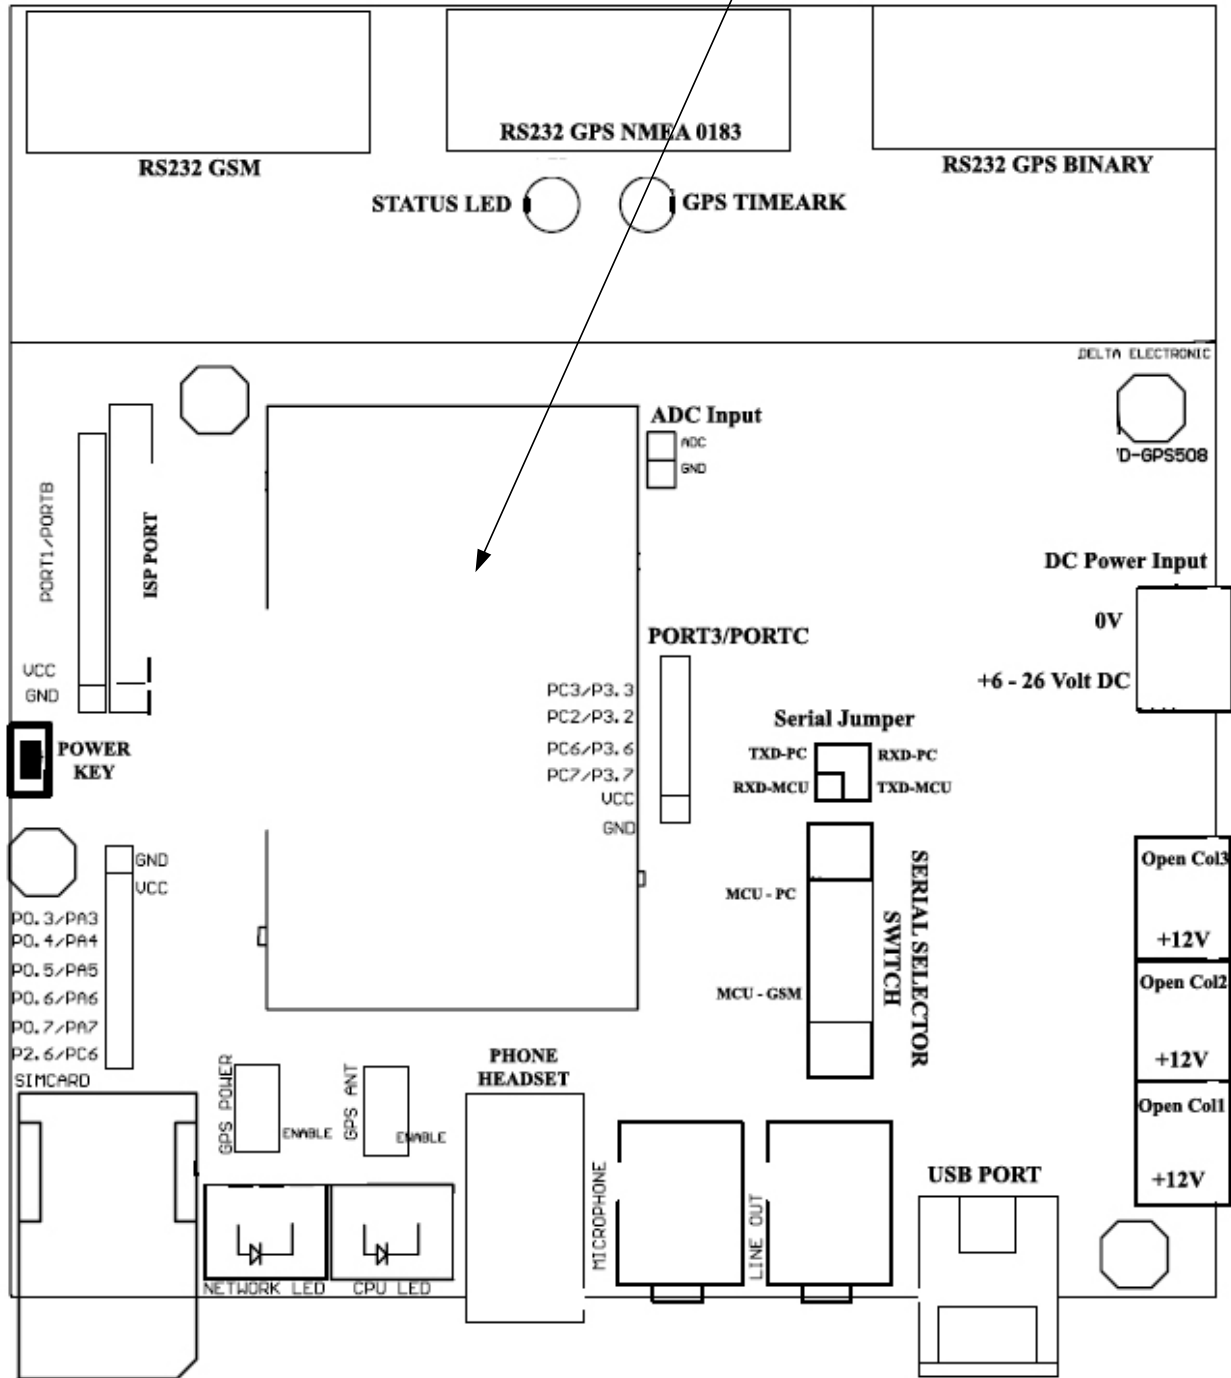 RS232 GSM
RS232 GPS NMEA 0183
RS232 GPS BINARY
STATUS LED
GPS TIMEARK
DELTA ELECTRONIC
D-GPS508
ADC Input
ADC
GND
PORT1/PORTB
ISP PORT
VCC
GND
DC Power Input
0V
+6 - 26 Volt DC
PORT3/PORTC
PC3/P3.3
PC2/P3.2
PC6/P3.6
PC7/P3.7
VCC
GND
Serial Jumper
TXD-PC
RXD-PC
RXD-MCU
TXD-MCU
POWER
KEY
GND
VCC
P0.3/PA3
P0.4/PA4
P0.5/PA5
P0.6/PA6
P0.7/PA7
P2.6/PC6
SIMCARD
MCU - PC
MCU - GSM
SERIAL SELECTOR
SWITCH
Open Col3
+12V
Open Col2
+12V
Open Col1
+12V
GPS POWER
ENABLE
GPS ANT
ENABLE
PHONE
HEADSET
MICROPHONE
LINE OUT
USB PORT
NETWORK LED
CPU LED